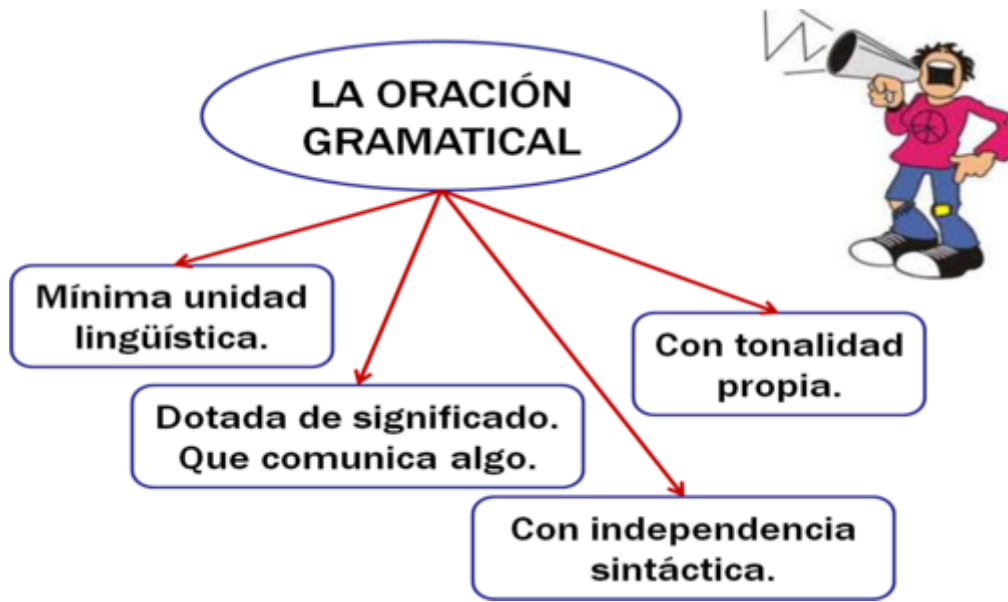 LA ORACIÓN
GRAMATICAL
Mínima unidad
lingüística.
Dotada de significado.
Que comunica algo.
Con independencia
sintáctica.
Con tonalidad
propia.